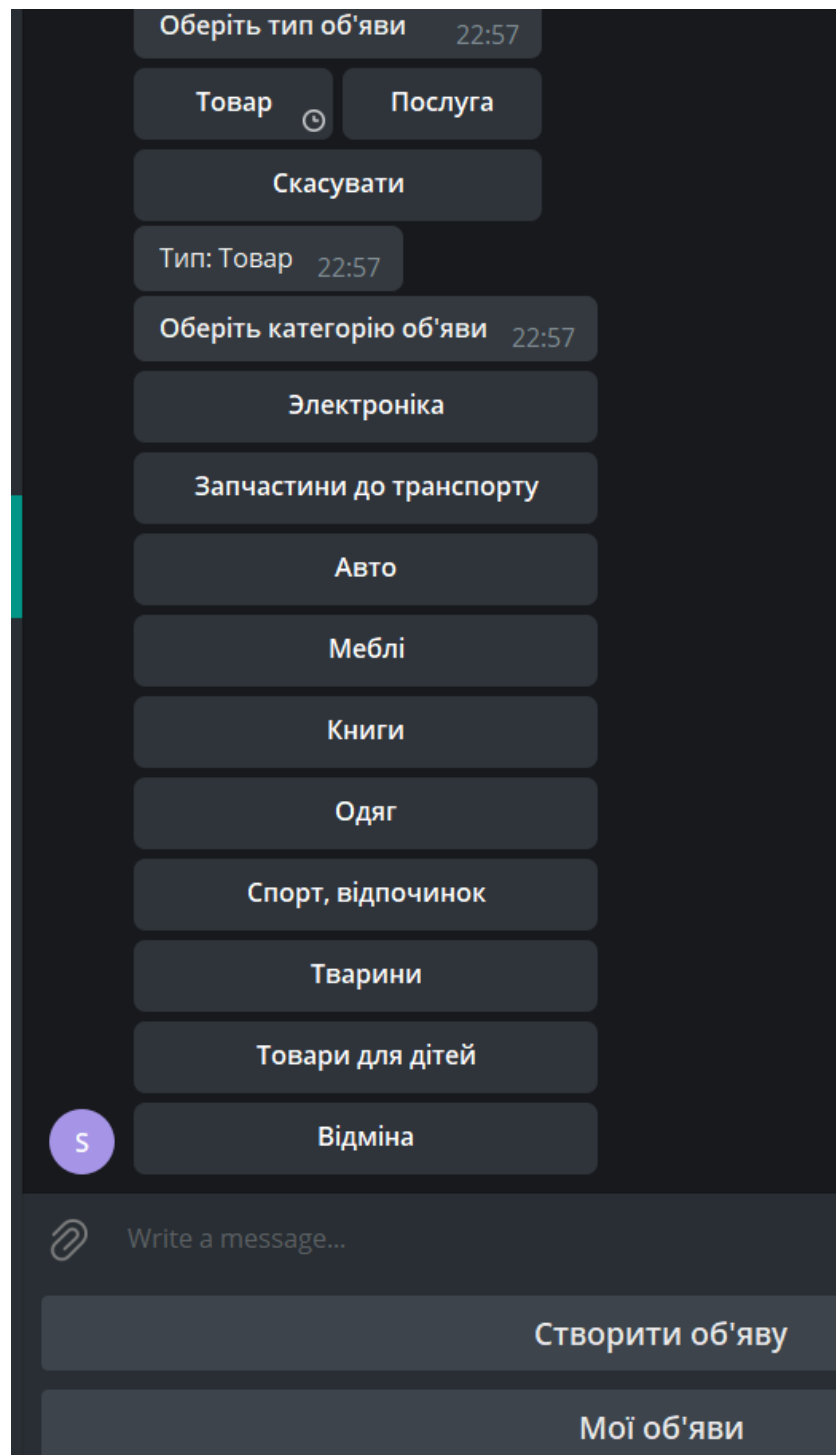 Оберіть тип об'яви 22:57
Товар Послуга
Скасувати
Тип: Товар 22:57
Оберіть категорію об'яви 22:57
Электроніка
Запчастини до транспорту
Авто
Меблі
Книги
Одяг
Спорт, відпочинок
Тварини
Товари для дітей
S Відміна
Write a message...
Створити об'яву
Мої об'яви